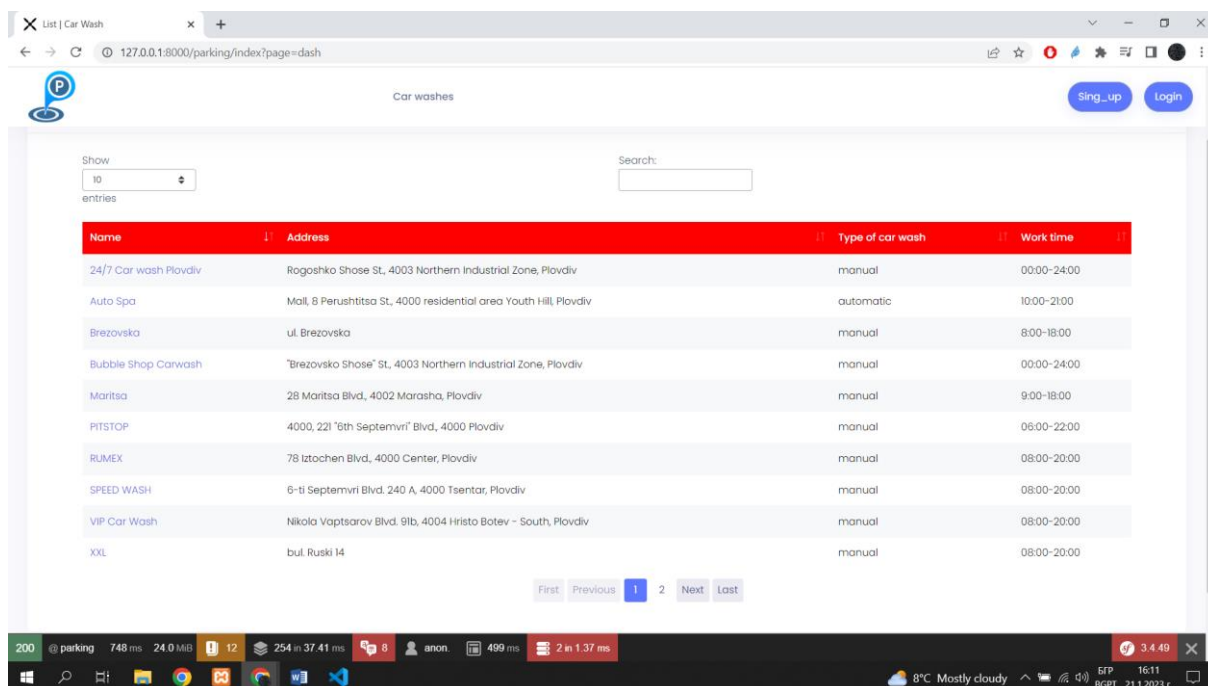 List | Car Wash
127.0.0.1:8000/parking/index?page=dash
P Car washes Sing_up Login
Show Search:
10
entries
Name Address Type of car wash Work time
24/7 Car wash Plovdiv Rogoshko Shose St., 4003 Northern Industrial Zone, Plovdiv manual 00:00-24:00
Auto Spa Mall, 8 Perushtitsa St., 4000 residential area Youth Hill, Plovdiv automatic 10:00-21:00
Brezovska ul. Brezovska manual 8:00-18:00
Bubble Shop Carwash "Brezovsko Shose" St., 4003 Northern Industrial Zone, Plovdiv manual 00:00-24:00
Maritsa 28 Maritsa Blvd., 4002 Marasha, Plovdiv manual 9:00-18:00
PITSTOP 4000, 221 "6th Septemvri" Blvd., 4000 Plovdiv manual 06:00-22:00
RUMEX 78 Iztochen Blvd., 4000 Center, Plovdiv manual 08:00-20:00
SPEED WASH 6-ti Septemvri Blvd. 240 A, 4000 Tsentar, Plovdiv manual 08:00-20:00
VIP Car Wash Nikola Vaptsarov Blvd. 91b, 4004 Hristo Botev - South, Plovdiv manual 08:00-20:00
XXL bul. Ruski 14 manual 08:00-20:00
First Previous 1 2 Next Last
200 @ parking 748 ms 24.0 MiB 12 254 in 37.41 ms 8 anon. 499 ms 2 in 1.37 ms sf 3.4.49
8°C Mostly cloudy БГР 16:11
BGPT 21.1.2023 г.